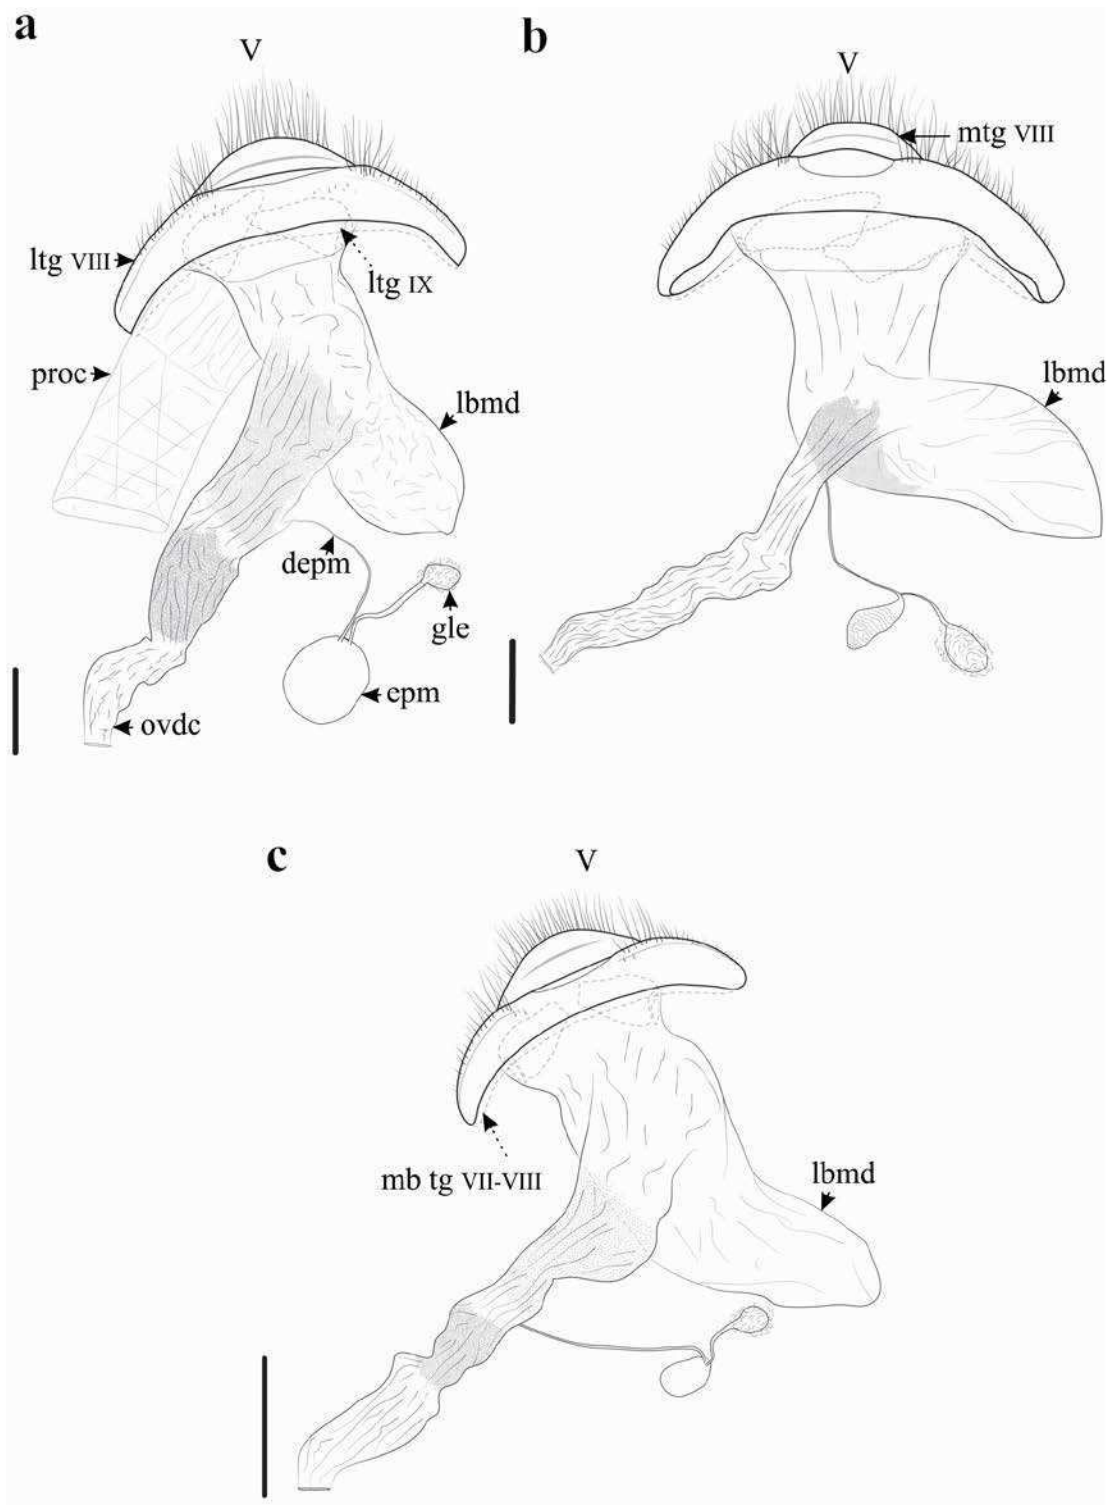 a
V
ltg VIII
ltg IX
proc
lbmd
depm
gle
epm
ovdc
b
V
mtg VIII
lbmd
c
V
mb tg VII-VIII
lbmd